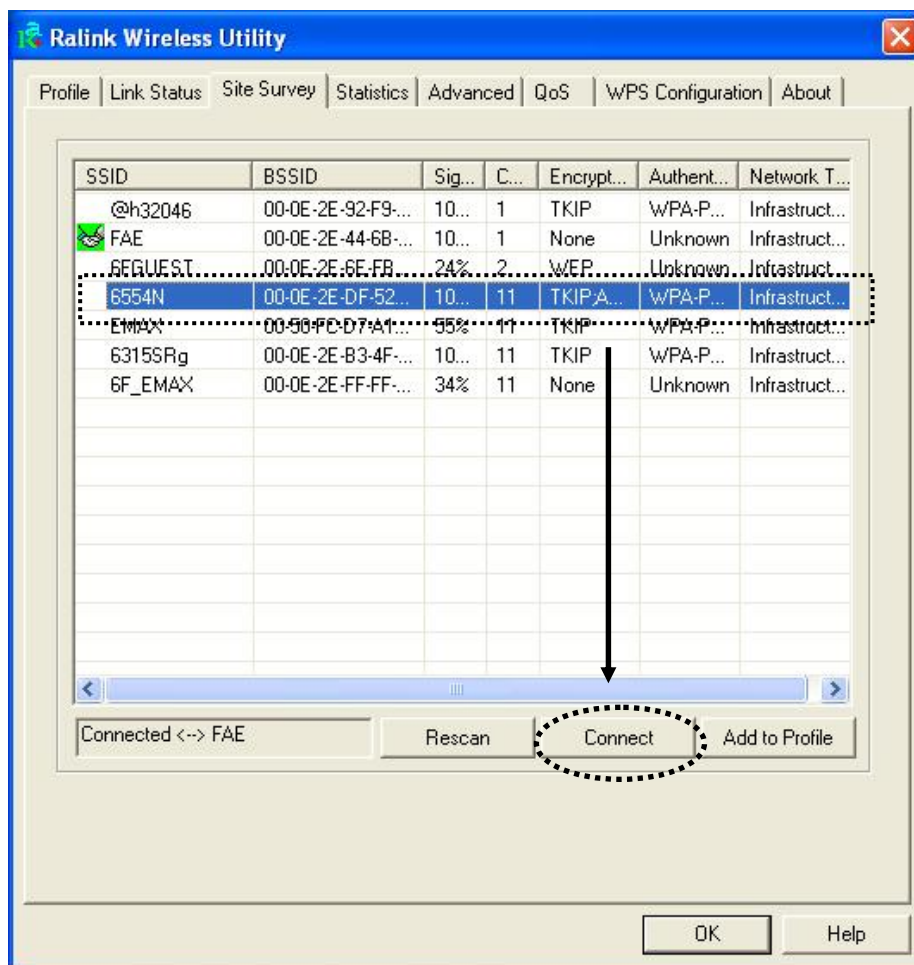 Ralink Wireless Utility
Profile Link Status Site Survey Statistics Advanced QoS WPS Configuration About
SSID BSSID Sig... C... Encrypt... Authent... Network T...
@h32046 00-0E-2E-92-F9-... 10... 1 TKIP WPA-P... Infrastruct...
FAE 00-0E-2E-44-6B-... 10... 1 None Unknown Infrastruct...
6FGUEST 00-0E-2E-6E-FB... 24% 2 WEP Unknown Infrastruct...
6554N 00-0E-2E-DF-52... 10... 11 TKIP;A... WPA-P... Infrastruct...
EMAX 00-50-FC-D7-A1... 55% 11 TKIP WPA-P... Infrastruct...
6315SRg 00-0E-2E-B3-4F-... 10... 11 TKIP WPA-P... Infrastruct...
6F_EMAX 00-0E-2E-FF-FF-... 34% 11 None Unknown Infrastruct...
Connected <--> FAE Rescan Connect Add to Profile
OK Help